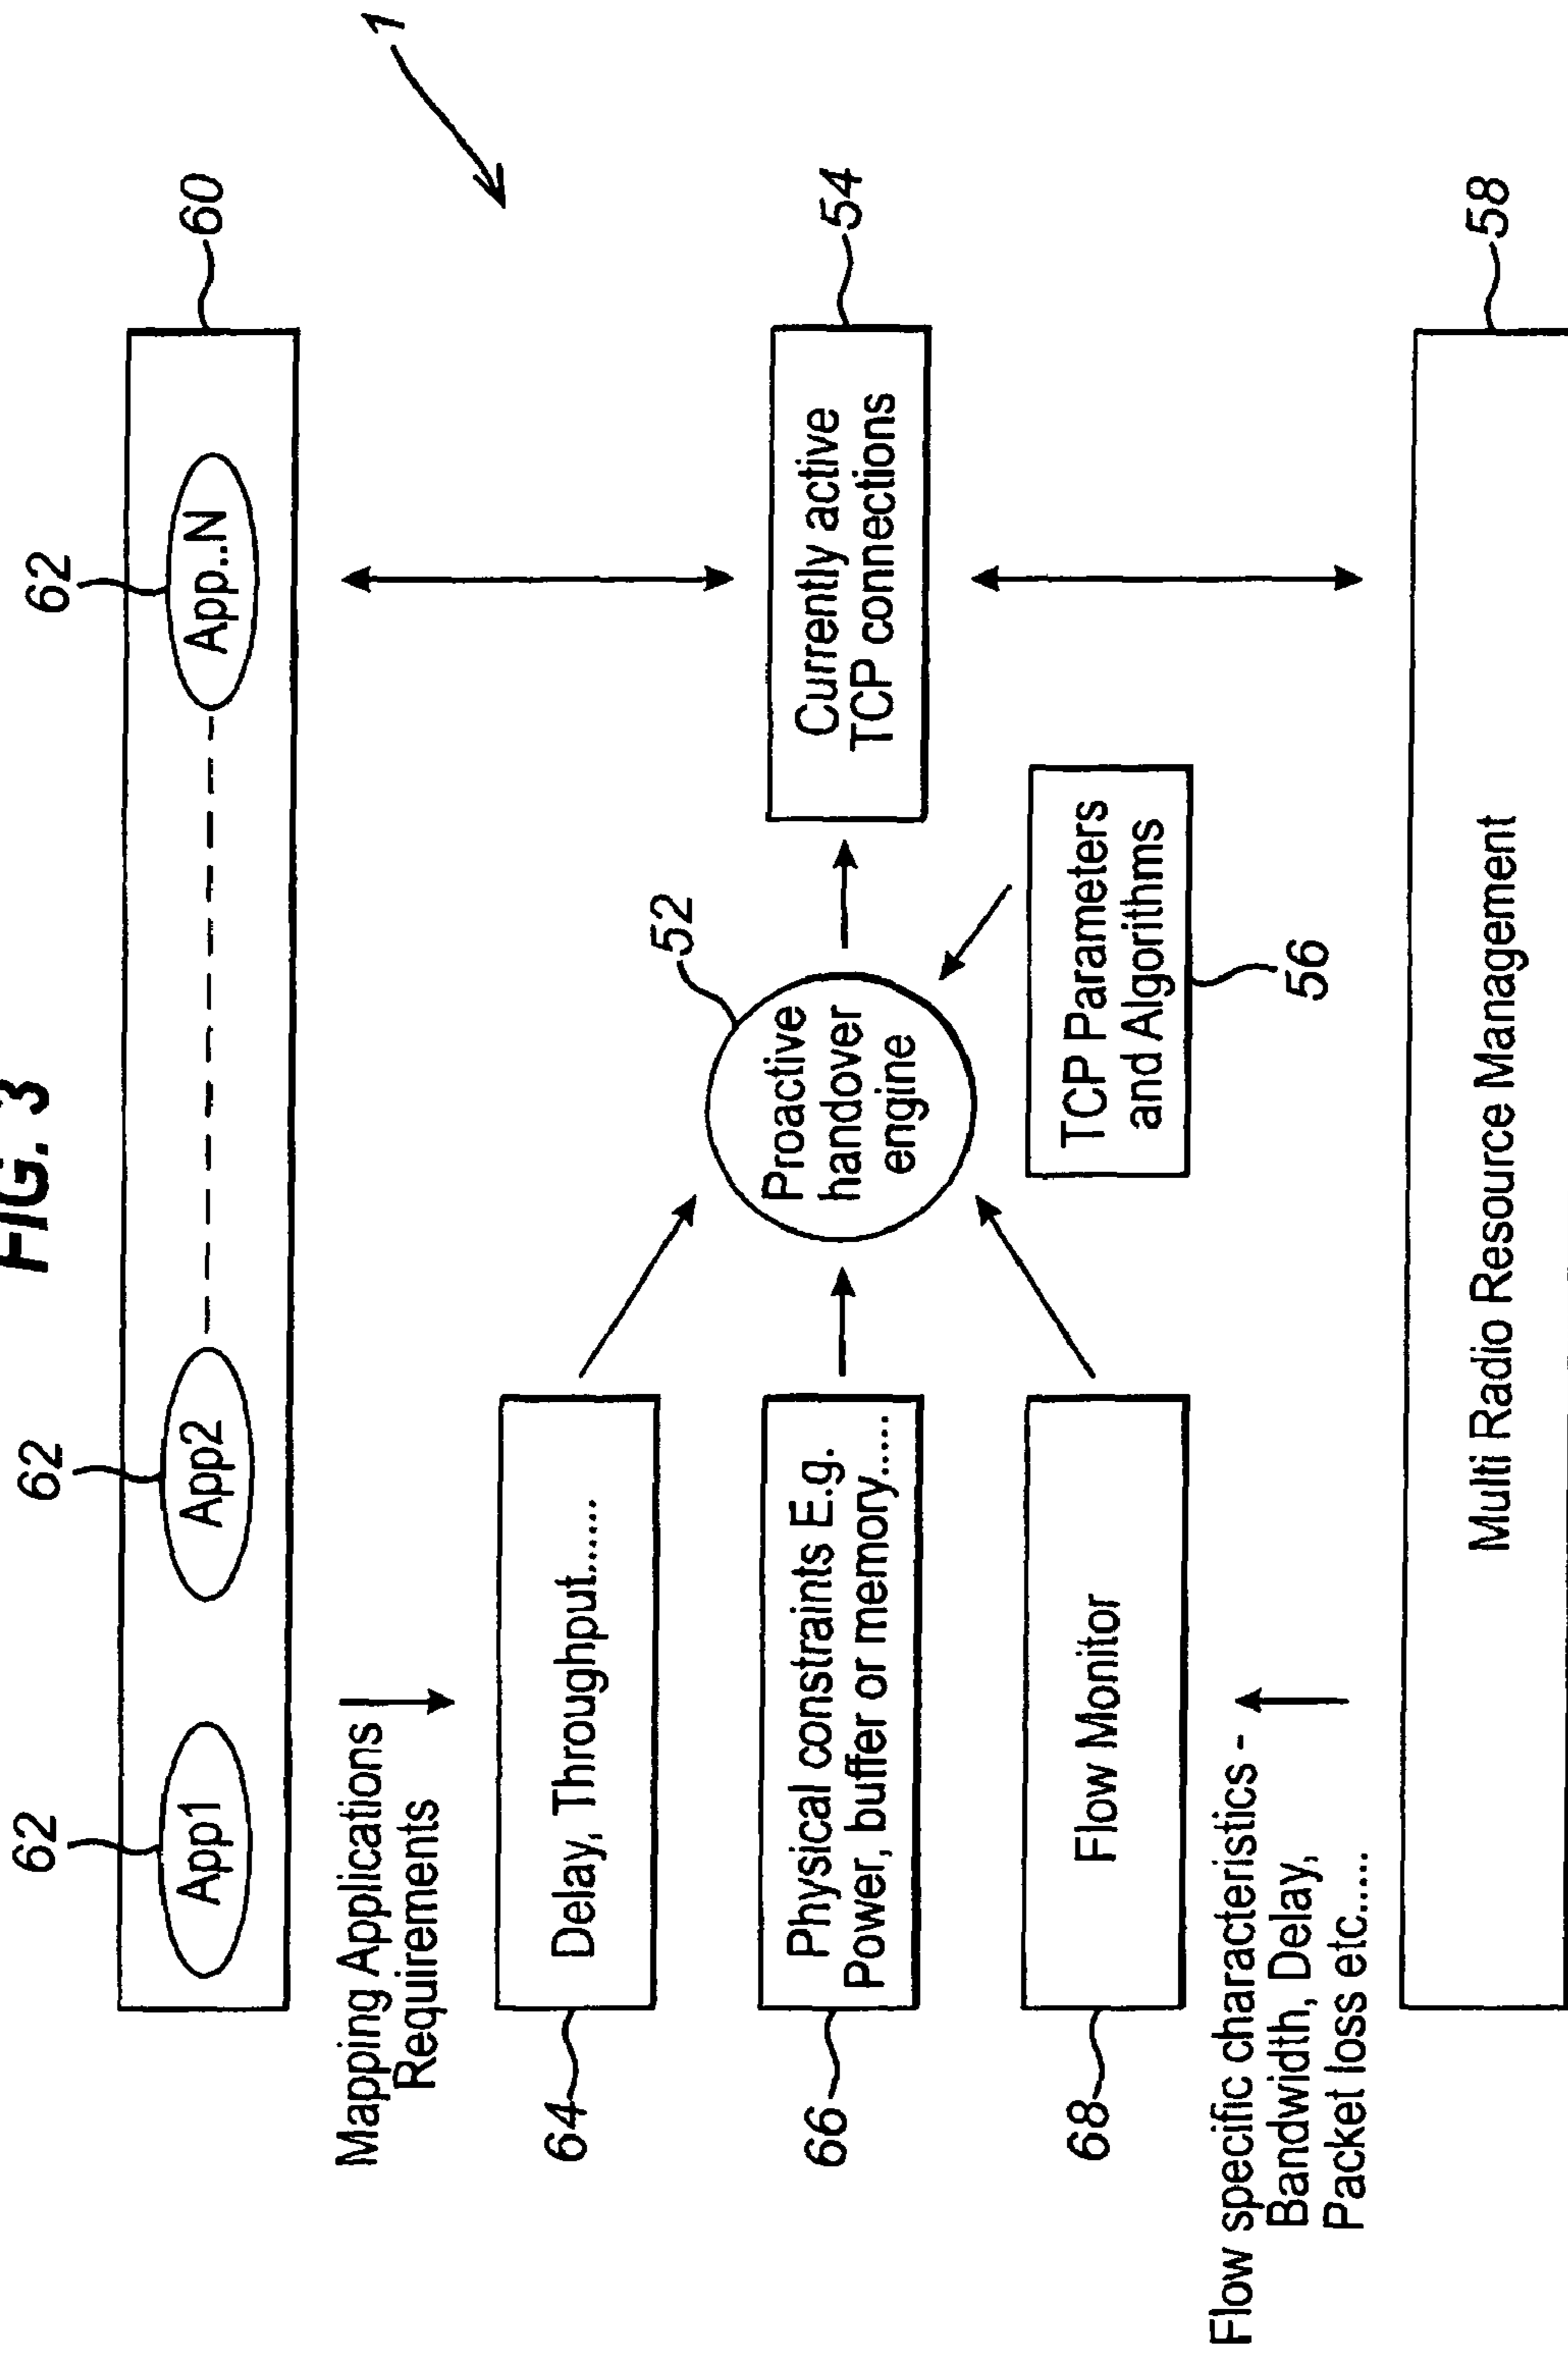 FIG. 3
1
62
62
62
60
App1
App2
App..N
Mapping Applications
Requirements
64
Delay, Throughput......
52
Proactive
handover
engine
Currently active
TCP connections
54
66
Physical constraints E.g.
Power, buffer or memory.....
TCP Parameters
and Algorithms
56
68
Flow Monitor
Flow specific characteristics -
Bandwidth, Delay,
Packet loss etc.....
Multi Radio Resource Management
58